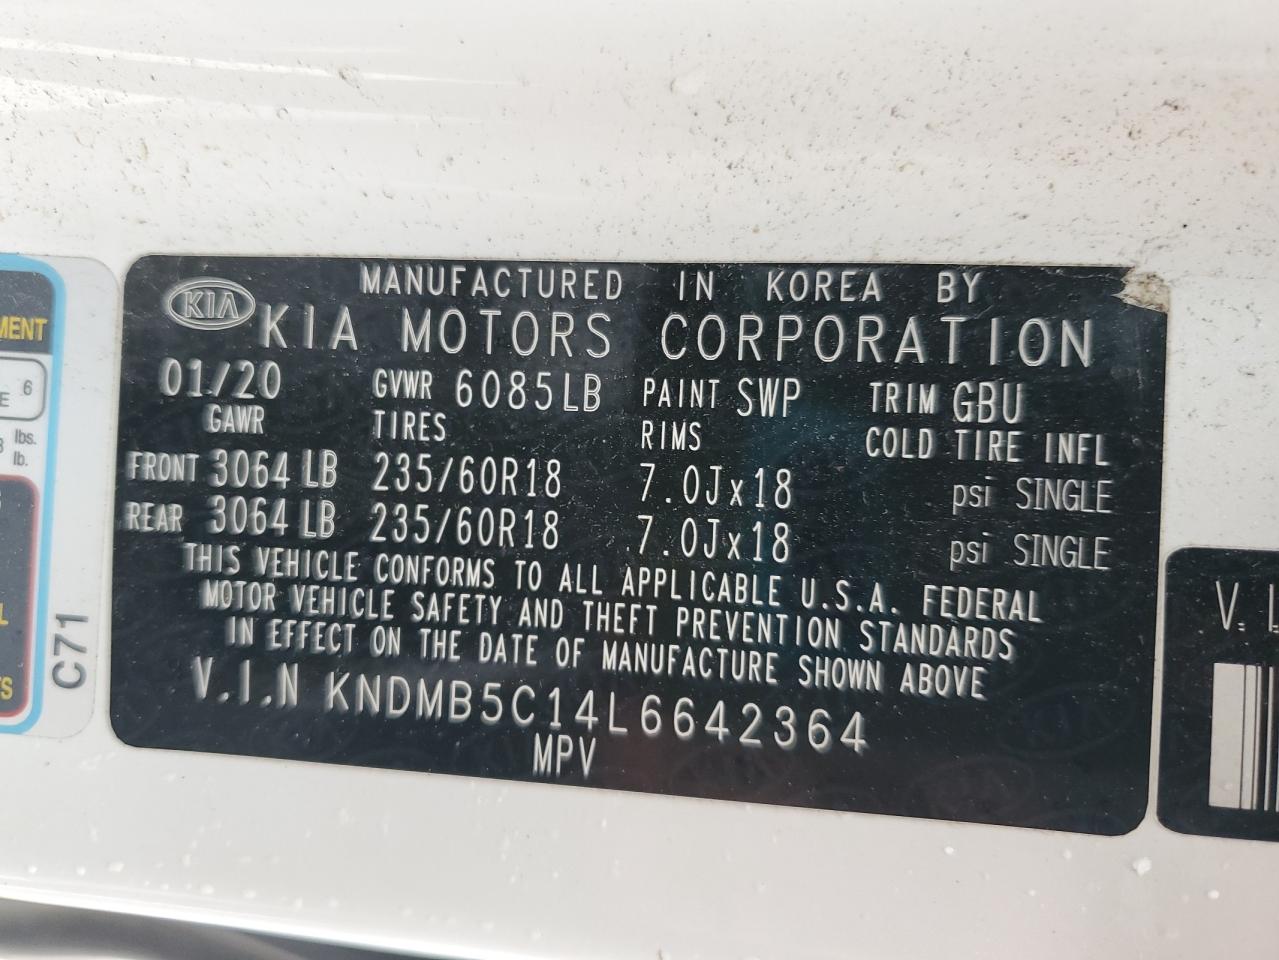 MANUFACTURED IN KOREA BY
KIA KIA MOTORS CORPORATION
01/20 GVWR 6085LB PAINT SWP TRIM GBU
GAWR TIRES RIMS COLD TIRE INFL
FRONT 3064 LB 235/60R18 7.0Jx18 psi SINGLE
REAR 3064 LB 235/60R18 7.0Jx18 psi SINGLE
THIS VEHICLE CONFORMS TO ALL APPLICABLE U.S.A. FEDERAL
MOTOR VEHICLE SAFETY AND THEFT PREVENTION STANDARDS
IN EFFECT ON THE DATE OF MANUFACTURE SHOWN ABOVE
V.I.N KNDMB5C14L6642364
MPV
6
lbs.
lb.
C71